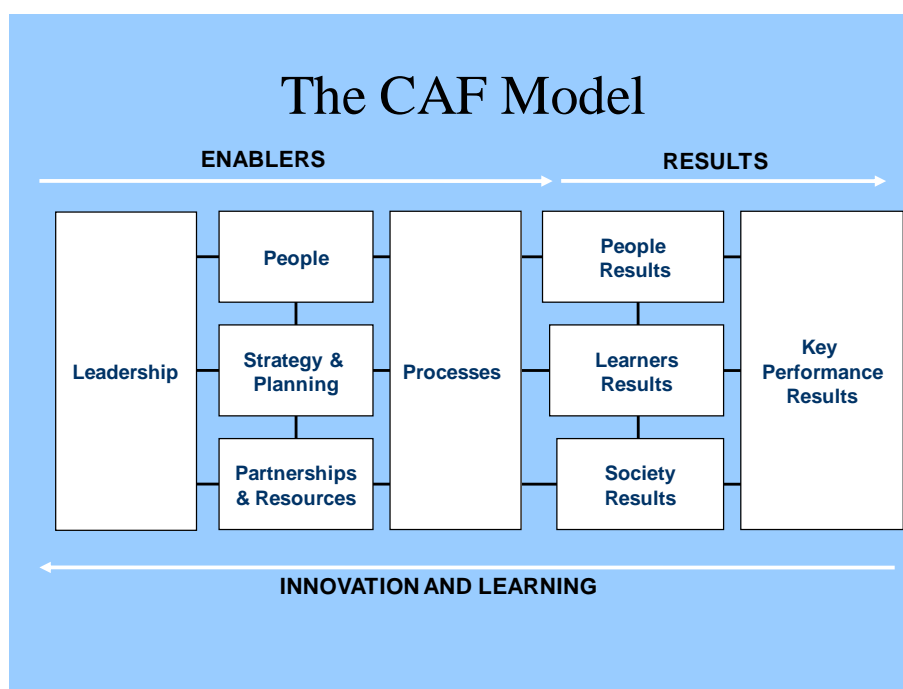 The CAF Model
ENABLERS
RESULTS
Leadership
People
Strategy &
Planning
Partnerships
& Resources
Processes
People
Results
Learners
Results
Society
Results
Key
Performance
Results
INNOVATION AND LEARNING